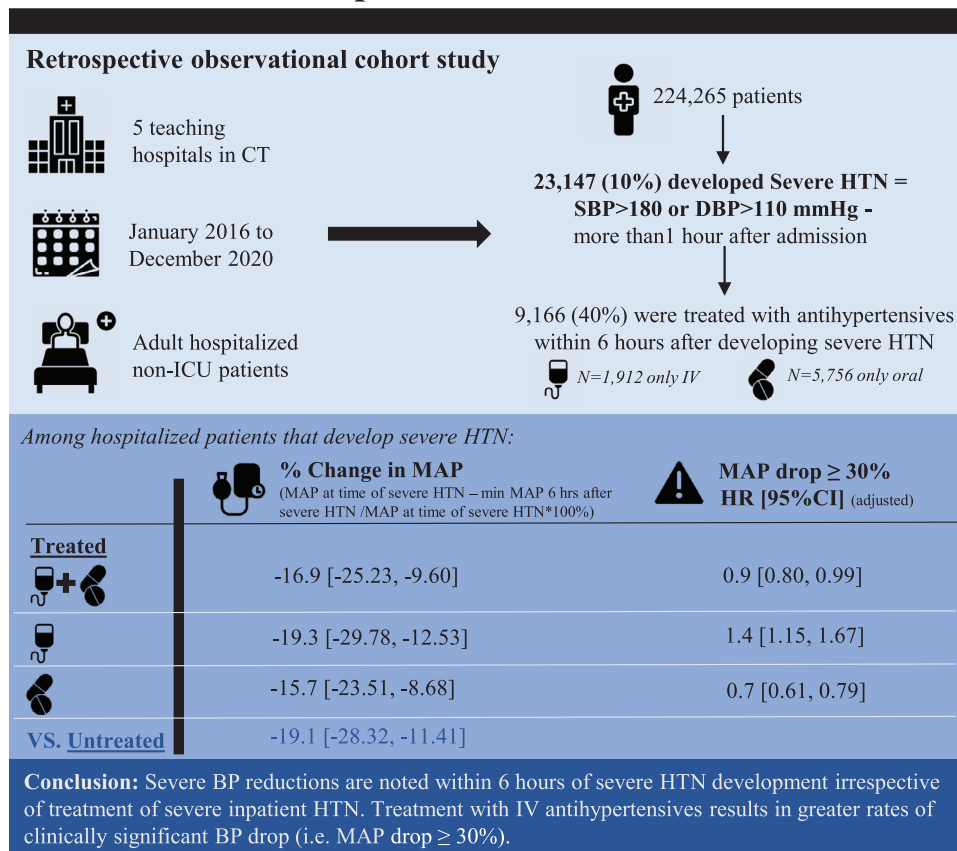 Retrospective observational cohort study
5 teaching
hospitals in CT
January 2016 to
December 2020
Adult hospitalized
non-ICU patients
224,265 patients
23,147 (10%) developed Severe HTN =
SBP>180 or DBP>110 mmHg -
more than1 hour after admission
9,166 (40%) were treated with antihypertensives
within 6 hours after developing severe HTN
N=1,912 only IV
N=5,756 only oral
Among hospitalized patients that develop severe HTN:
% Change in MAP
(MAP at time of severe HTN – min MAP 6 hrs after
severe HTN /MAP at time of severe HTN*100%)
MAP drop ≥ 30%
HR [95%CI] (adjusted)
Treated
-16.9 [-25.23, -9.60]
0.9 [0.80, 0.99]
-19.3 [-29.78, -12.53]
1.4 [1.15, 1.67]
-15.7 [-23.51, -8.68]
0.7 [0.61, 0.79]
VS. Untreated
-19.1 [-28.32, -11.41]
Conclusion: Severe BP reductions are noted within 6 hours of severe HTN development irrespective
of treatment of severe inpatient HTN. Treatment with IV antihypertensives results in greater rates of
clinically significant BP drop (i.e. MAP drop ≥ 30%).